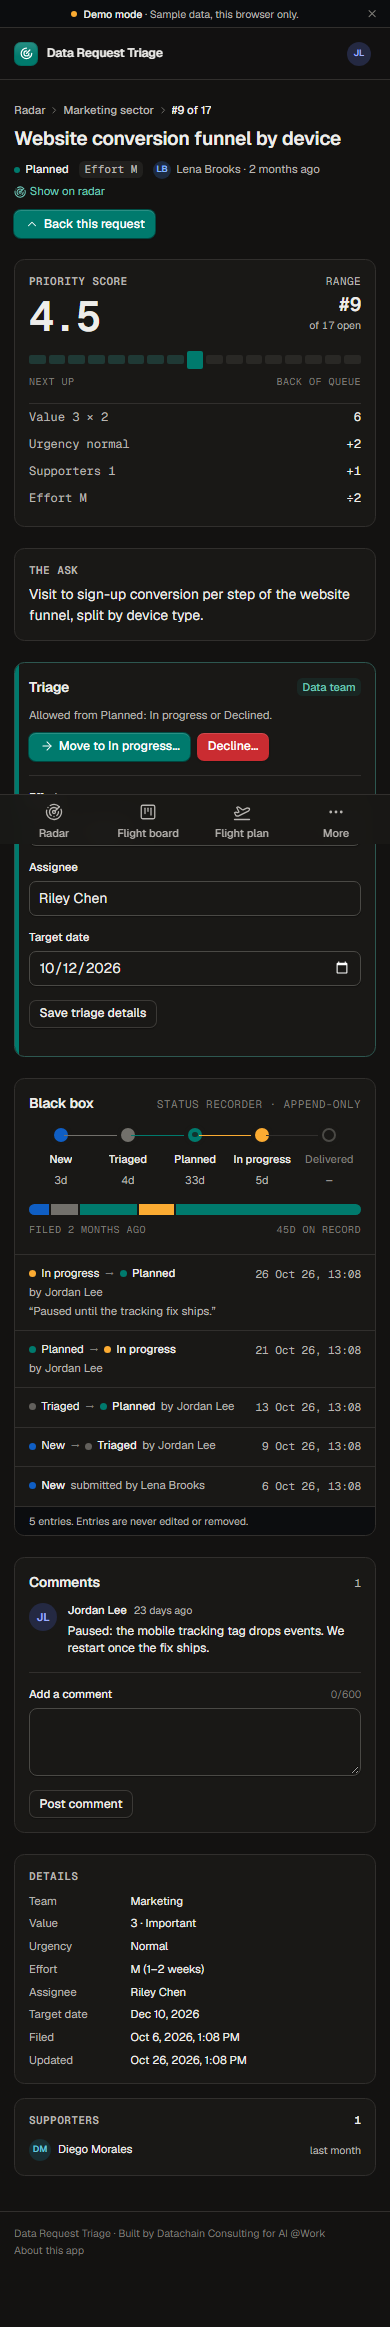 Demo mode · Sample data, this browser only.
Data Request Triage
JL
Radar > Marketing sector > #9 of 17
Website conversion funnel by device
Planned Effort M LB Lena Brooks · 2 months ago
Show on radar
Back this request
PRIORITY SCORE RANGE
4.5 #9
of 17 open
NEXT UP BACK OF QUEUE
Value 3 × 2 6
Urgency normal +2
Supporters 1 +1
Effort M ÷2
THE ASK
Visit to sign-up conversion per step of the website
funnel, split by device type.
Triage Data team
Allowed from Planned: In progress or Declined.
→ Move to In progress... Decline...
Radar Flight board Flight plan More
Assignee
Riley Chen
Target date
10/12/2026
Save triage details
Black box STATUS RECORDER · APPEND-ONLY
New Triaged Planned In progress Delivered
3d 4d 33d 5d –
FILED 2 MONTHS AGO 45D ON RECORD
In progress → Planned 26 Oct 26, 13:08
by Jordan Lee
“Paused until the tracking fix ships.”
Planned → In progress 21 Oct 26, 13:08
by Jordan Lee
Triaged → Planned by Jordan Lee 13 Oct 26, 13:08
New → Triaged by Jordan Lee 9 Oct 26, 13:08
New submitted by Lena Brooks 6 Oct 26, 13:08
5 entries. Entries are never edited or removed.
Comments 1
JL Jordan Lee 23 days ago
Paused: the mobile tracking tag drops events. We
restart once the fix ships.
Add a comment 0/600
Post comment
DETAILS
Team Marketing
Value 3 · Important
Urgency Normal
Effort M (1–2 weeks)
Assignee Riley Chen
Target date Dec 10, 2026
Filed Oct 6, 2026, 1:08 PM
Updated Oct 26, 2026, 1:08 PM
SUPPORTERS 1
DM Diego Morales last month
Data Request Triage · Built by Datachain Consulting for AI @Work
About this app